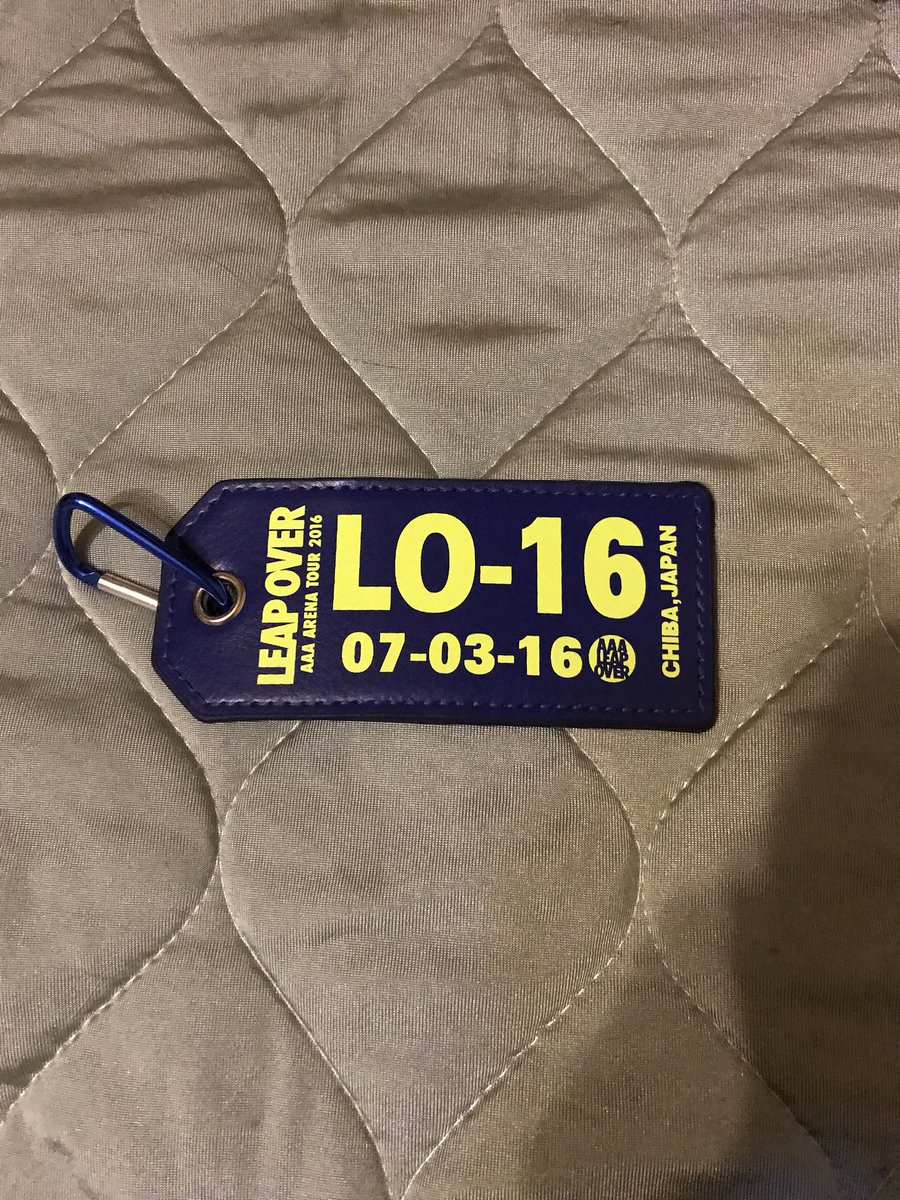 LEAP OVER
AAA ARENA TOUR 2016
LO-16
07-03-16
AAA
LEAP
OVER
CHIBA,JAPAN